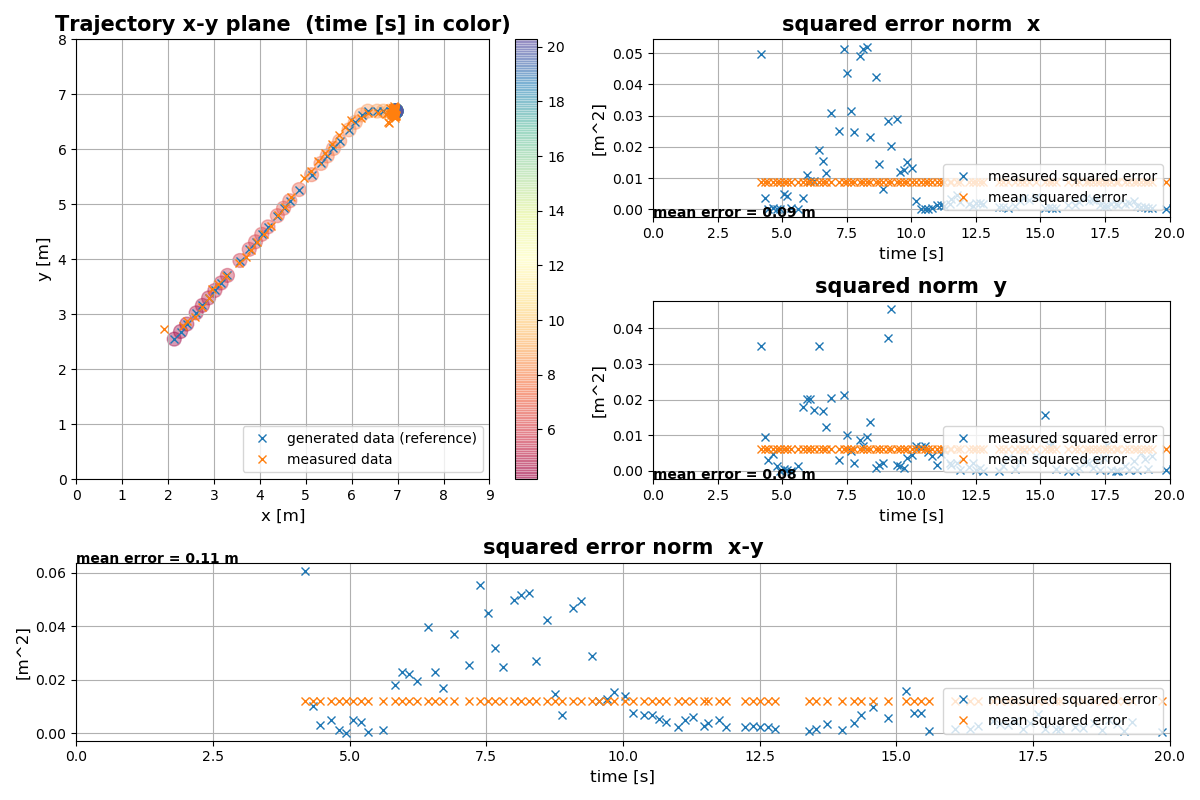 Trajectory x-y plane  (time [s] in color)
8
7
6
5
4
3
2
1
0
0 1 2 3 4 5 6 7 8 9
x [m]
y [m]
generated data (reference)
measured data
20
18
16
14
12
10
8
6
squared error norm  x
0.05
0.04
0.03
0.02
0.01
0.00
[m^2]
measured squared error
mean squared error
mean error = 0.09 m
0.0 2.5 5.0 7.5 10.0 12.5 15.0 17.5 20.0
time [s]
squared norm  y
0.04
0.03
0.02
0.01
0.00
[m^2]
measured squared error
mean squared error
mean error = 0.08 m
0.0 2.5 5.0 7.5 10.0 12.5 15.0 17.5 20.0
time [s]
squared error norm  x-y
mean error = 0.11 m
0.06
0.04
0.02
0.00
[m^2]
measured squared error
mean squared error
0.0 2.5 5.0 7.5 10.0 12.5 15.0 17.5 20.0
time [s]